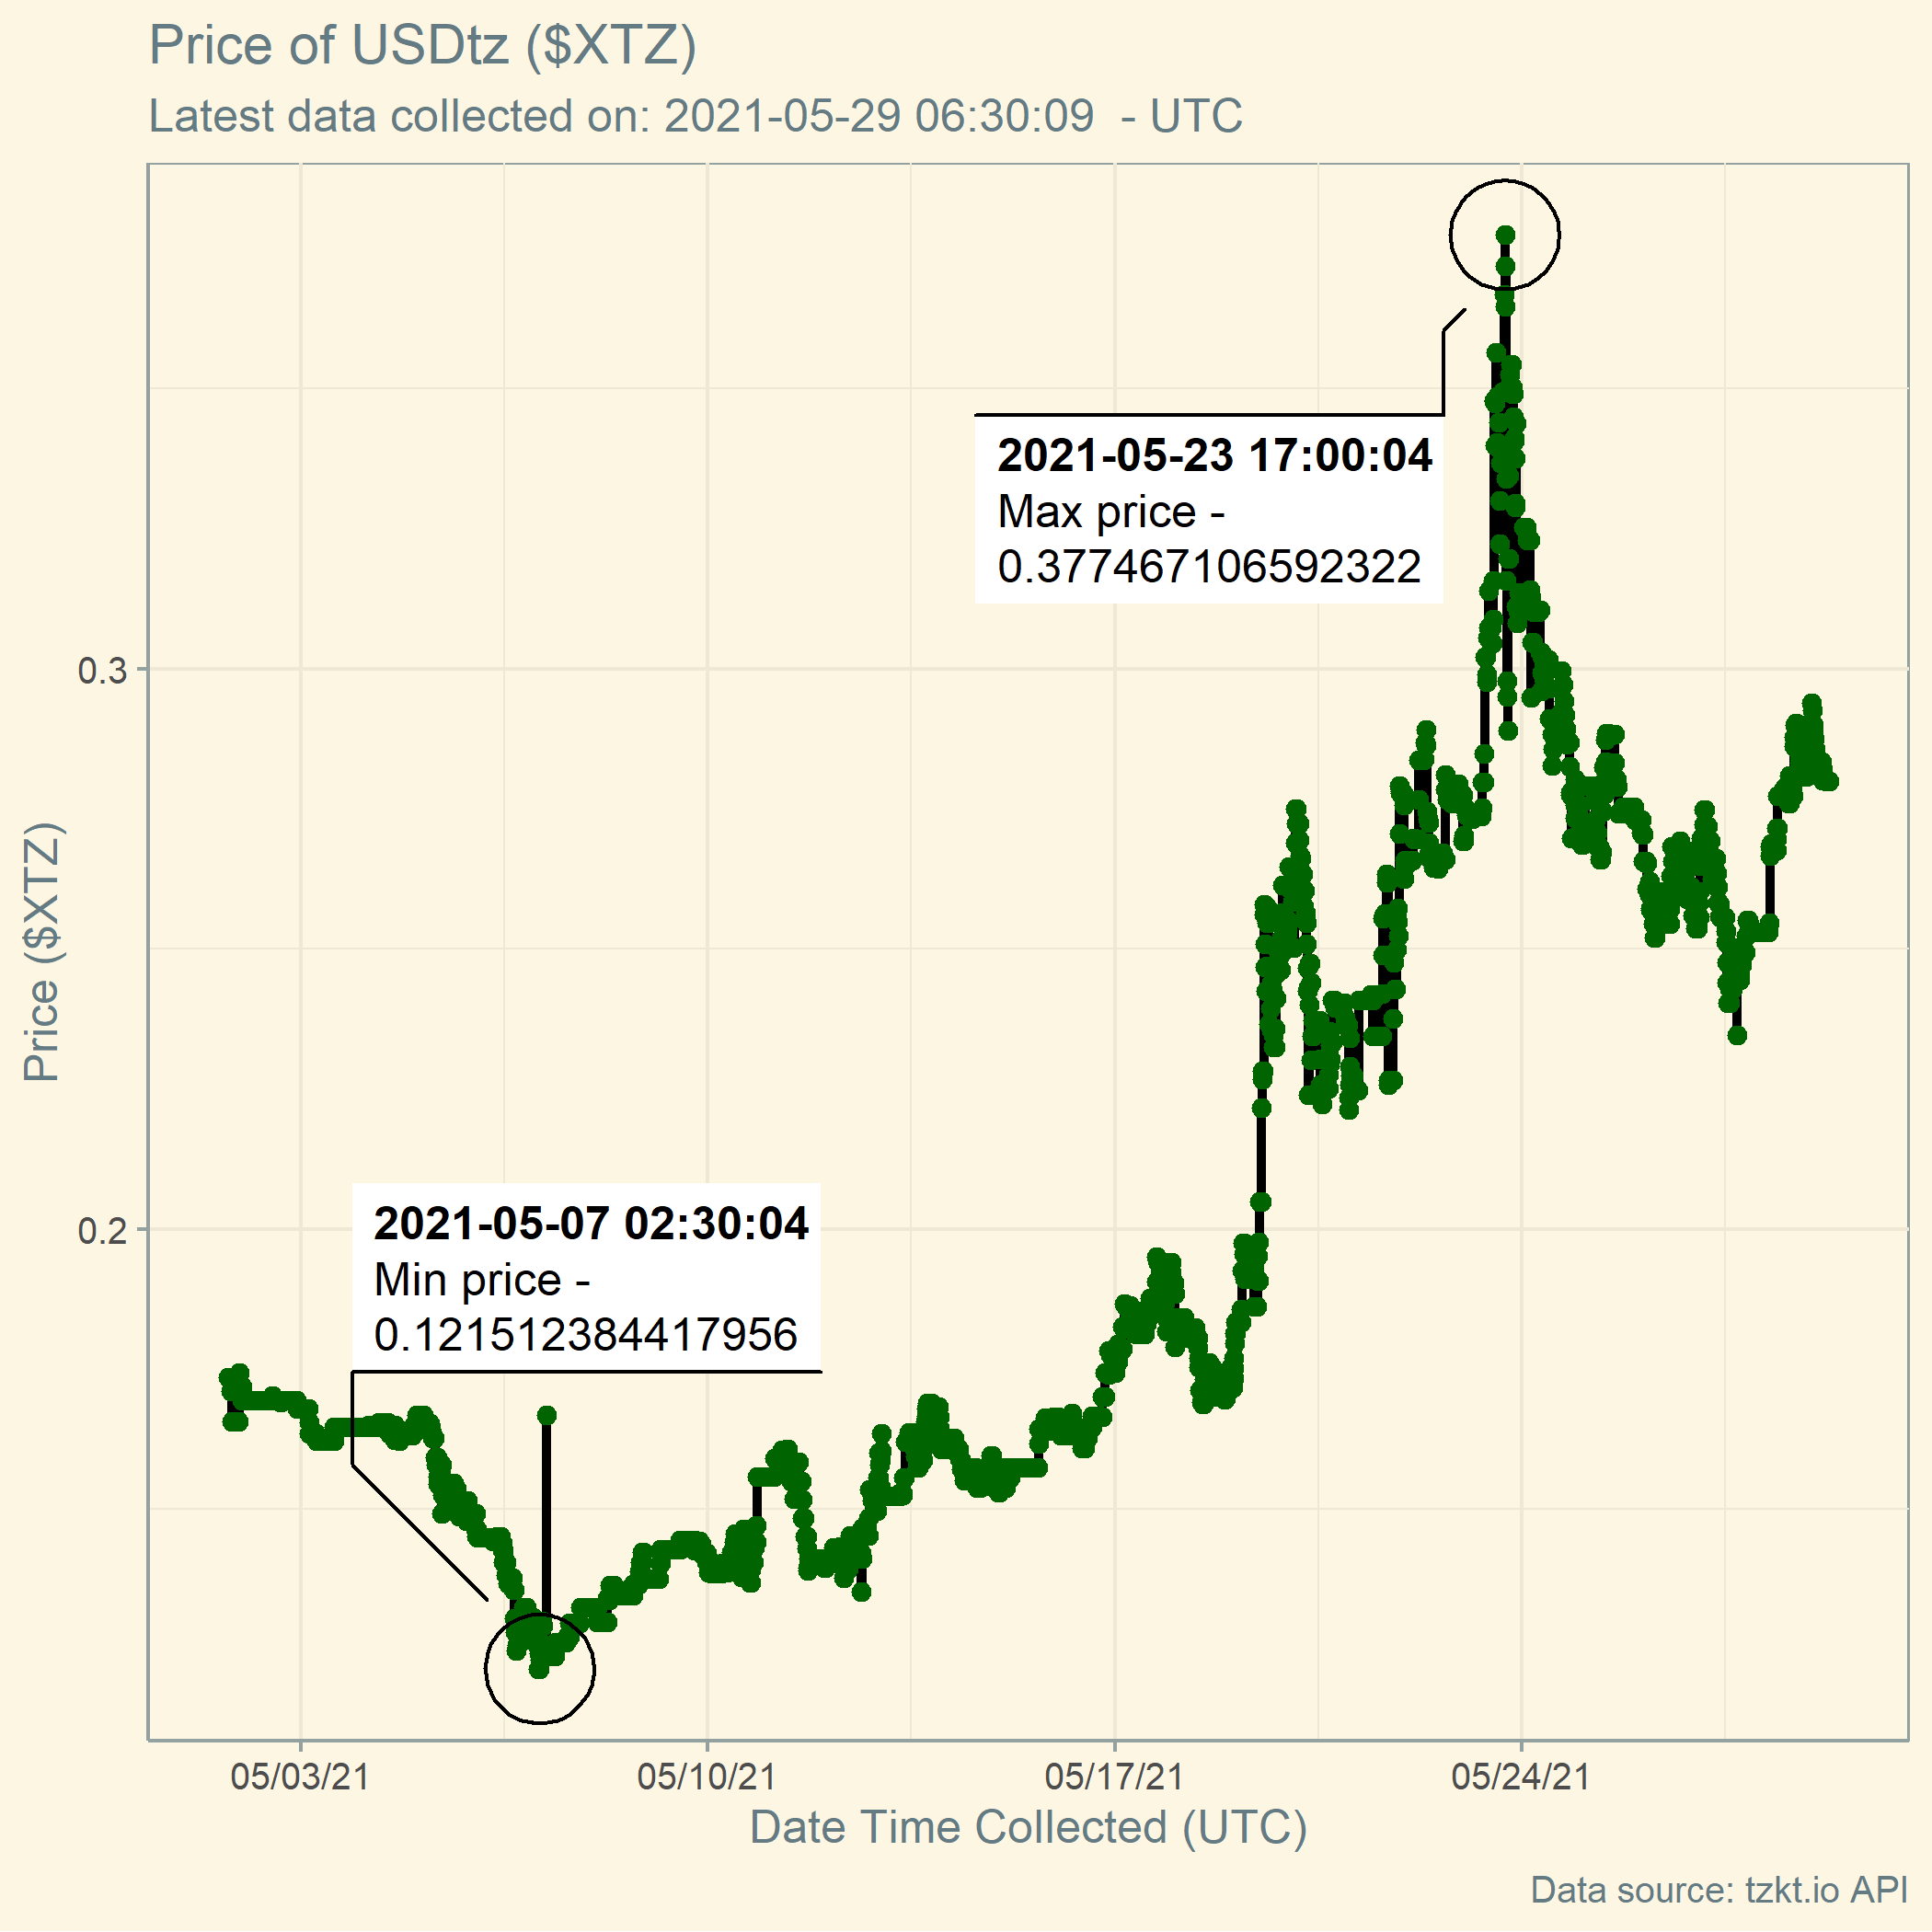 Price of USDtz ($XTZ)
Latest data collected on: 2021-05-29 06:30:09  - UTC
2021-05-23 17:00:04
Max price -
0.377467106592322
0.3
Price ($XTZ)
0.2
2021-05-07 02:30:04
Min price -
0.121512384417956
05/03/21
05/10/21
05/17/21
05/24/21
Date Time Collected (UTC)
Data source: tzkt.io API